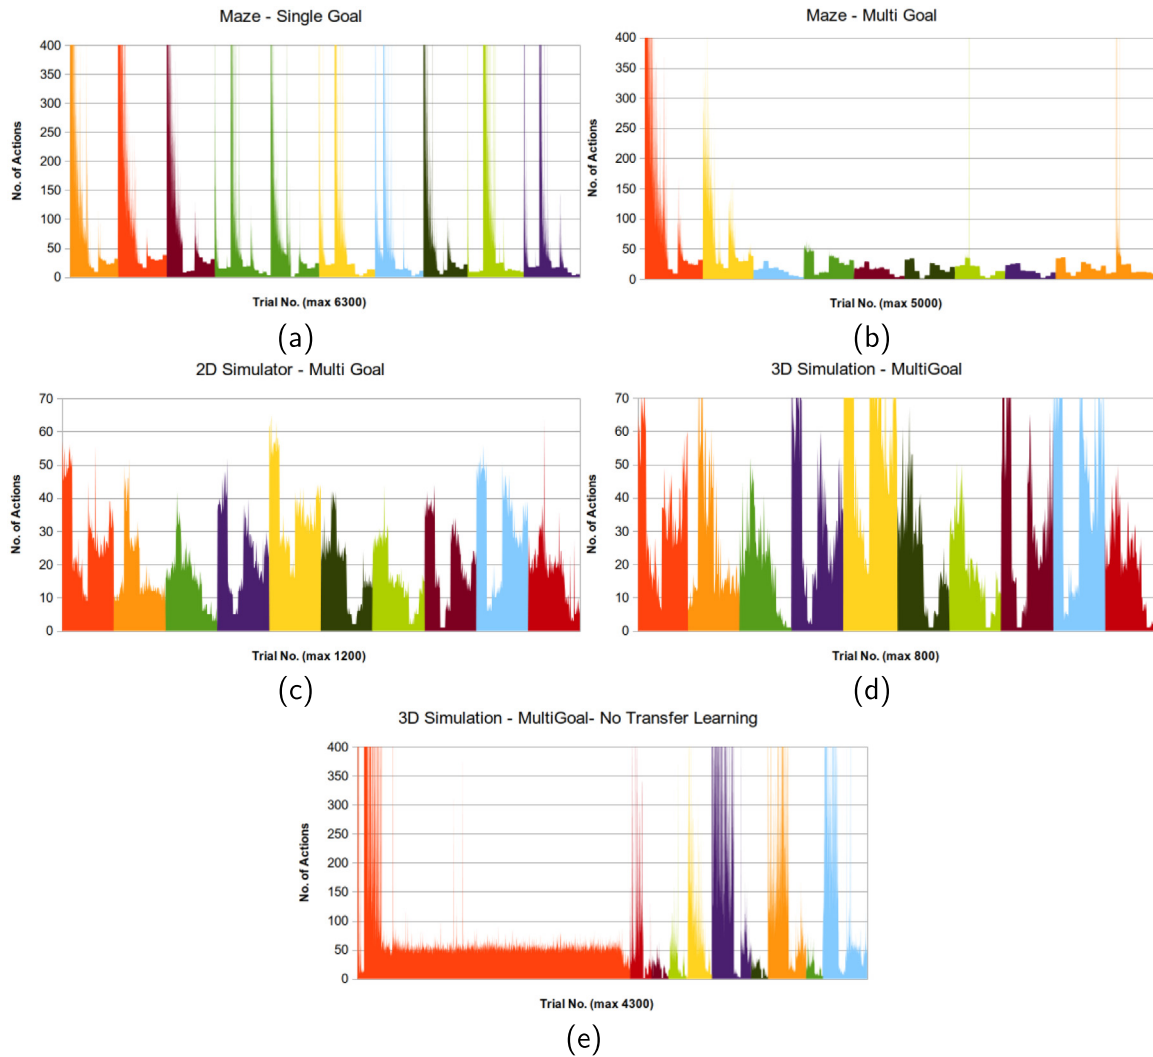 Maze - Single Goal
400
350
300
250
200
150
100
50
0
No. of Actions
Trial No. (max 6300)
(a)
Maze - Multi Goal
400
350
300
250
200
150
100
50
0
No. of Actions
Trial No. (max 5000)
(b)
2D Simulator - Multi Goal
70
60
50
40
30
20
10
0
No. of Actions
Trial No. (max 1200)
(c)
3D Simulation - MultiGoal
70
60
50
40
30
20
10
0
No. of Actions
Trial No. (max 800)
(d)
3D Simulation - MultiGoal- No Transfer Learning
400
350
300
250
200
150
100
50
0
No. of Actions
Trial No. (max 4300)
(e)